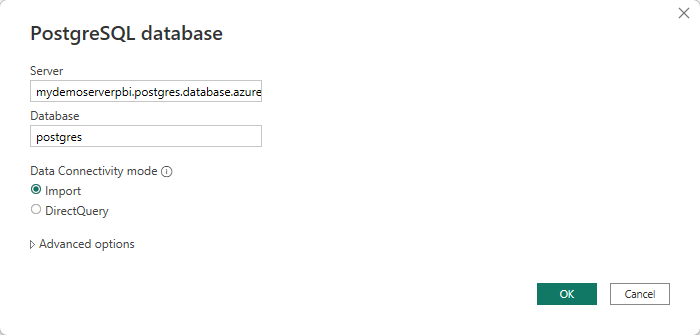 PostgreSQL database
Server
mydemoserverpbi.postgres.database.azure
Database
postgres
Data Connectivity mode
Import
DirectQuery
Advanced options
OK Cancel